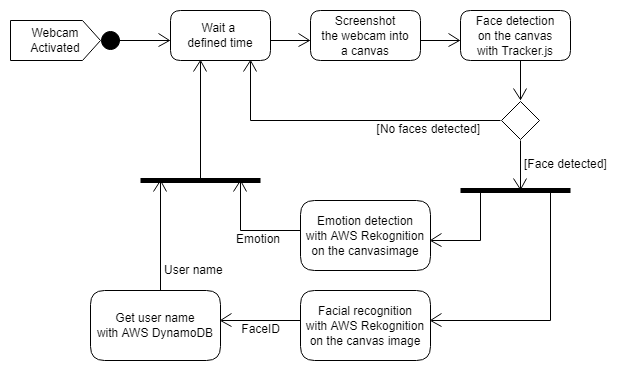 Webcam
Activated
Wait a
defined time
Screenshot
the webcam into
a canvas
Face detection
on the canvas
with Tracker.js
[No faces detected]
[Face detected]
Emotion detection
with AWS Rekognition
on the canvasimage
Emotion
User name
Get user name
with AWS DynamoDB
FaceID
Facial recognition
with AWS Rekognition
on the canvas image